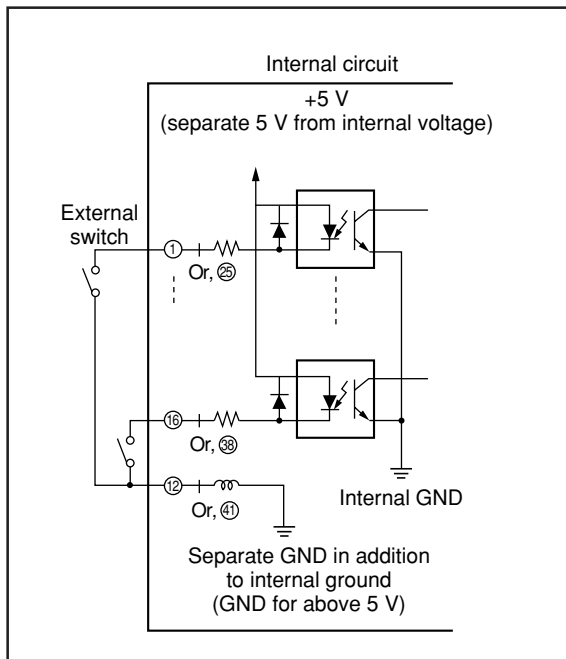 Internal circuit
+5 V
(separate 5 V from internal voltage)
External
switch
①
Or, ㉕
⑯
Or, ㊳
⑫
Or, ㊶
Internal GND
Separate GND in addition
to internal ground
(GND for above 5 V)